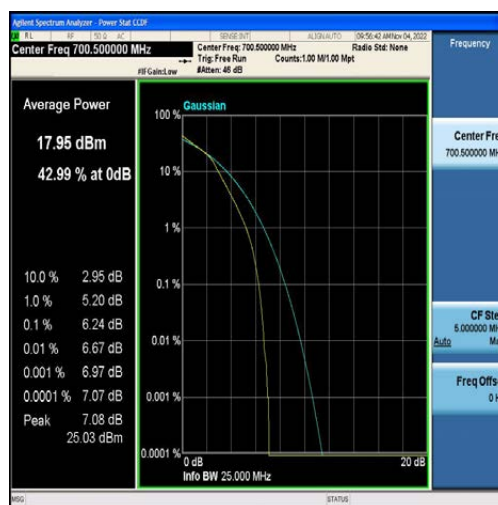 Agilent Spectrum Analyzer - Power Stat CCDF
RL RF 50 Ω AC SENSE:INT ALIGN AUTO 09:56:42 AM Nov 04, 2022
Center Freq 700.500000 MHz
Center Freq: 700.500000 MHz Radio Std: None
Trig: Free Run Counts:1.00 M/1.00 Mpt
#IFGain:Low #Atten: 46 dB
Frequency
Average Power
17.95 dBm
42.99 % at 0dB
10.0 % 2.95 dB
1.0 % 5.20 dB
0.1 % 6.24 dB
0.01 % 6.67 dB
0.001 % 6.97 dB
0.0001 % 7.07 dB
Peak 7.08 dB
25.03 dBm
Gaussian
100 %
10 %
1 %
0.1 %
0.01 %
0.001 %
0.0001 %
0 dB 20 dB
Info BW 25.000 MHz
Center Fre
700.500000 MH
CF Ste
5.000000 MH
Auto Ma
Freq Offs
0 H
MSG STATUS